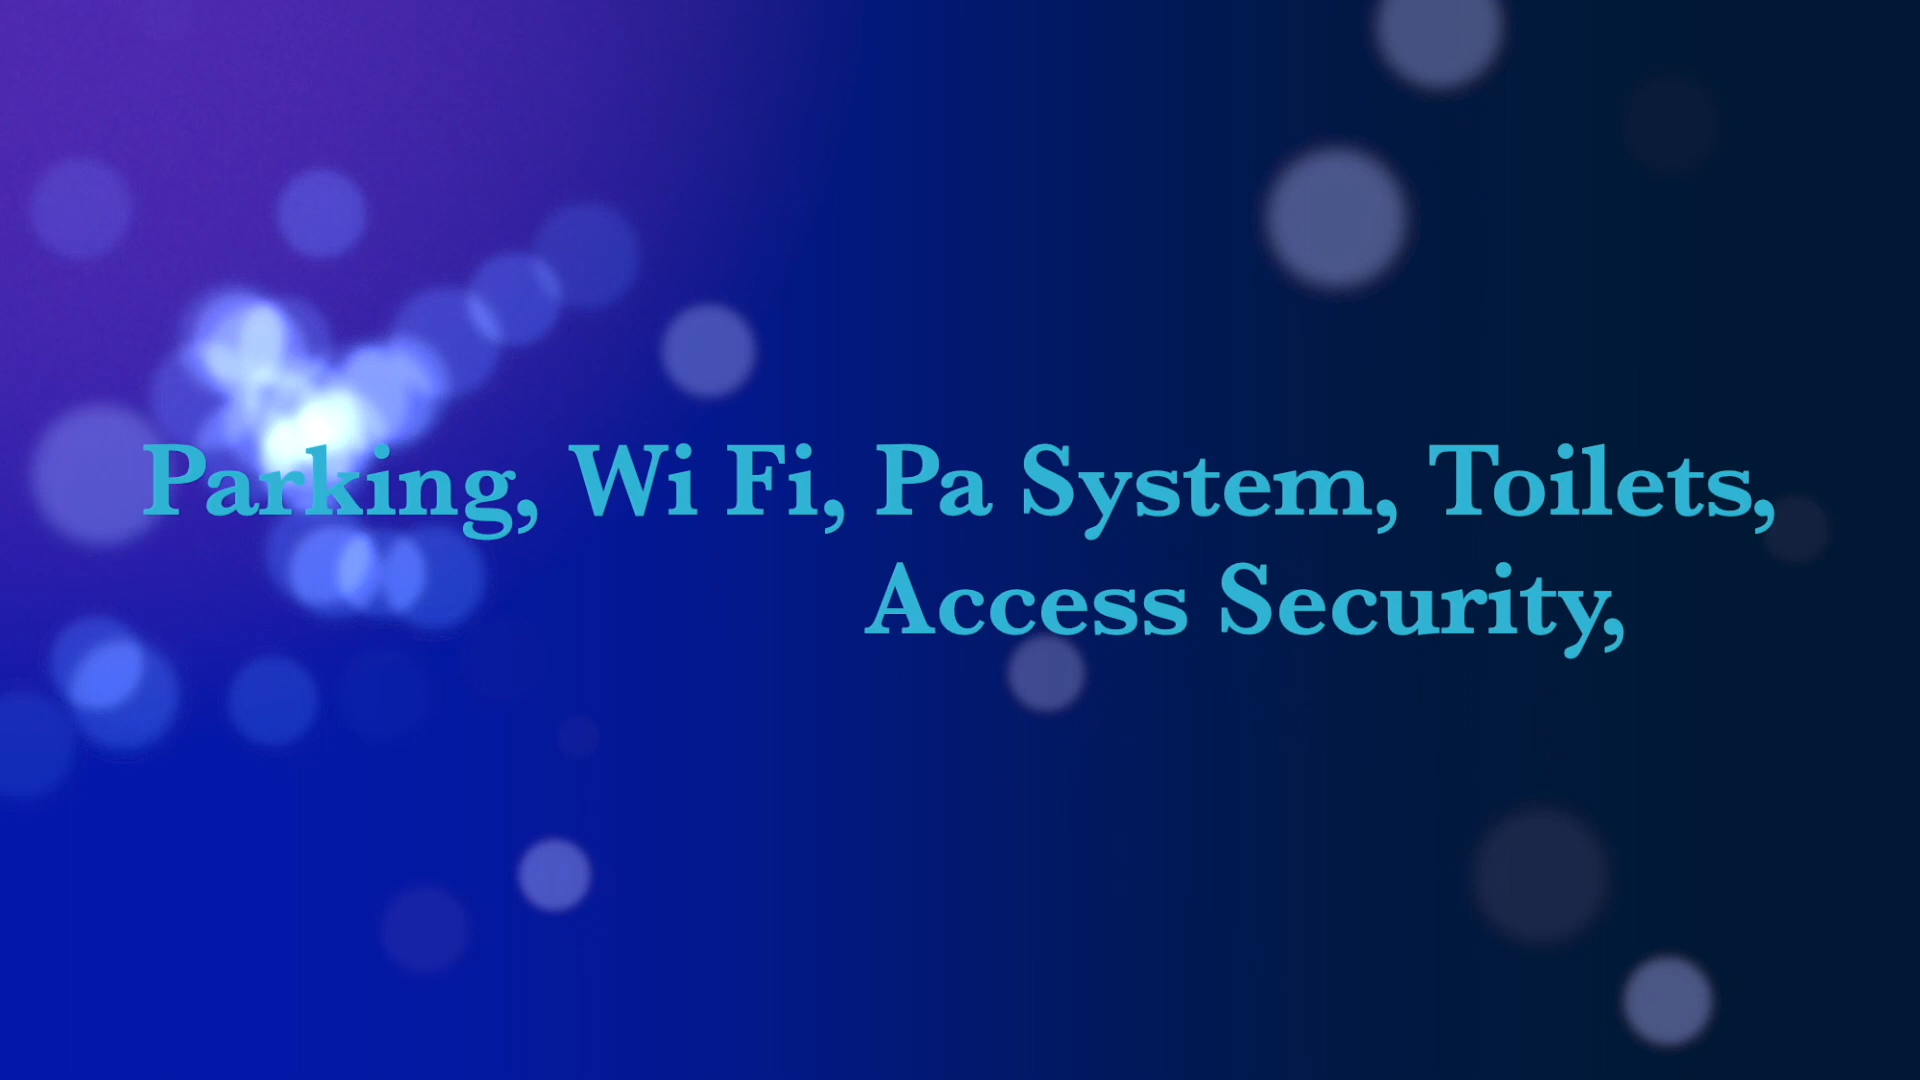 Parking, Wi Fi, Pa System, Toilets,
Access Security,